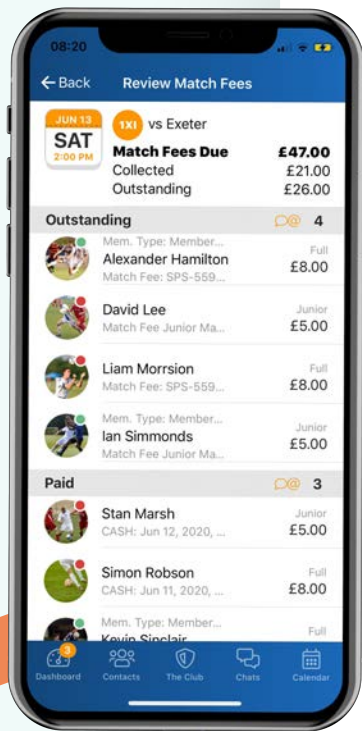 08:20
Back Review Match Fees
JUN 13
SAT
2:00 PM
1XI vs Exeter
Match Fees Due £47.00
Collected £21.00
Outstanding £26.00
Outstanding 4
Mem. Type: Member...
Alexander Hamilton Full
Match Fee: SPS-559... £8.00
David Lee Junior
Match Fee Junior Ma... £5.00
Liam Morrsion Full
Match Fee: SPS-559... £8.00
Mem. Type: Member...
Ian Simmonds Junior
Match Fee Junior Ma... £5.00
Paid 3
Stan Marsh Junior
CASH: Jun 12, 2020, ... £5.00
Simon Robson Full
CASH: Jun 11, 2020, ... £8.00
Mem. Type: Member...
Kevin Sinclair Full
3
Dashboard Contacts The Club Chats Calendar